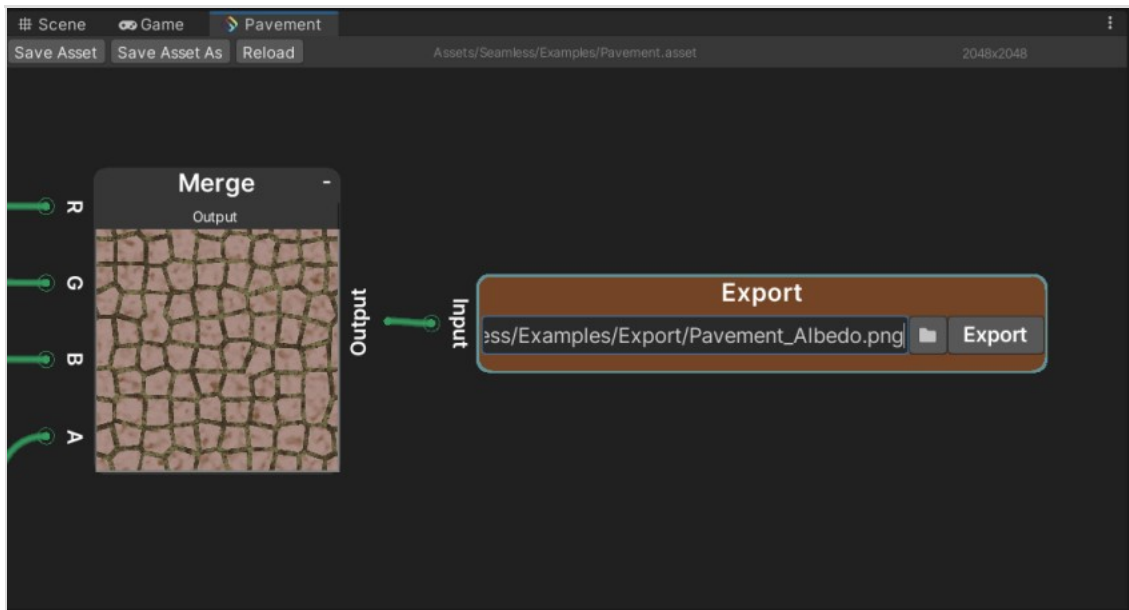 Scene Game Pavement
Save Asset Save Asset As Reload Assets/Seamless/Examples/Pavement.asset 2048x2048
Merge -
Output
R
G
B
A
Output
Input
Export
ess/Examples/Export/Pavement_Albedo.png Export